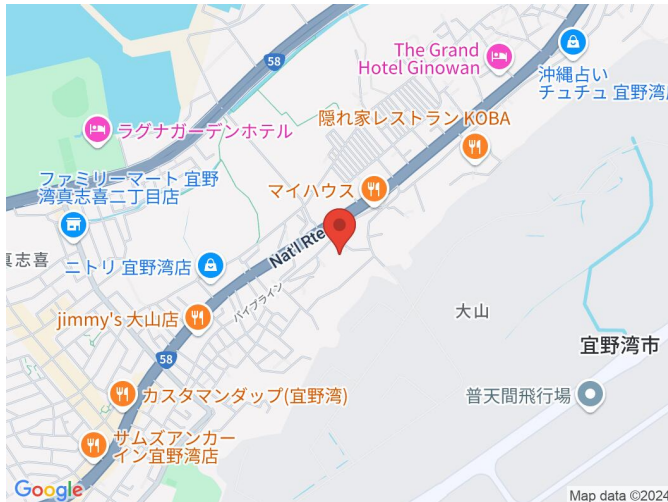 58
The Grand
Hotel Ginowan
沖縄占い
チュチュ 宜野湾
ラグナガーデンホテル
隠れ家レストラン KOBA
ファミリーマート 宜野
湾真志喜二丁目店
マイハウス
真志喜
ニトリ 宜野湾店
Nat'l Rte
パイプライン
jimmy's 大山店
大山
宜野湾市
58
カスタマンダップ(宜野湾)
普天間飛行場
サムズアンカー
イン宜野湾店
Google
Map data ©2024